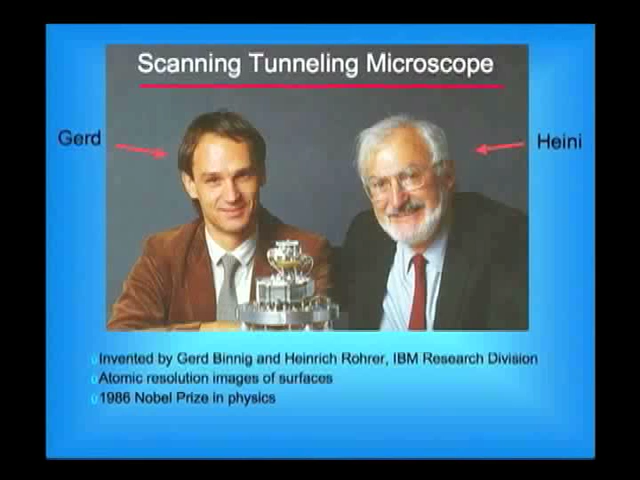 Scanning Tunneling Microscope
Gerd
Heini
Invented by Gerd Binnig and Heinrich Rohrer, IBM Research Division
Atomic resolution images of surfaces
1986 Nobel Prize in physics